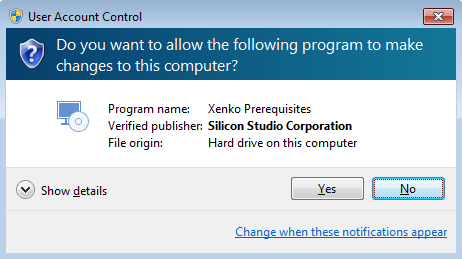 User Account Control
Do you want to allow the following program to make
changes to this computer?
Program name: Xenko Prerequisites
Verified publisher: Silicon Studio Corporation
File origin: Hard drive on this computer
Show details
Yes
No
Change when these notifications appear